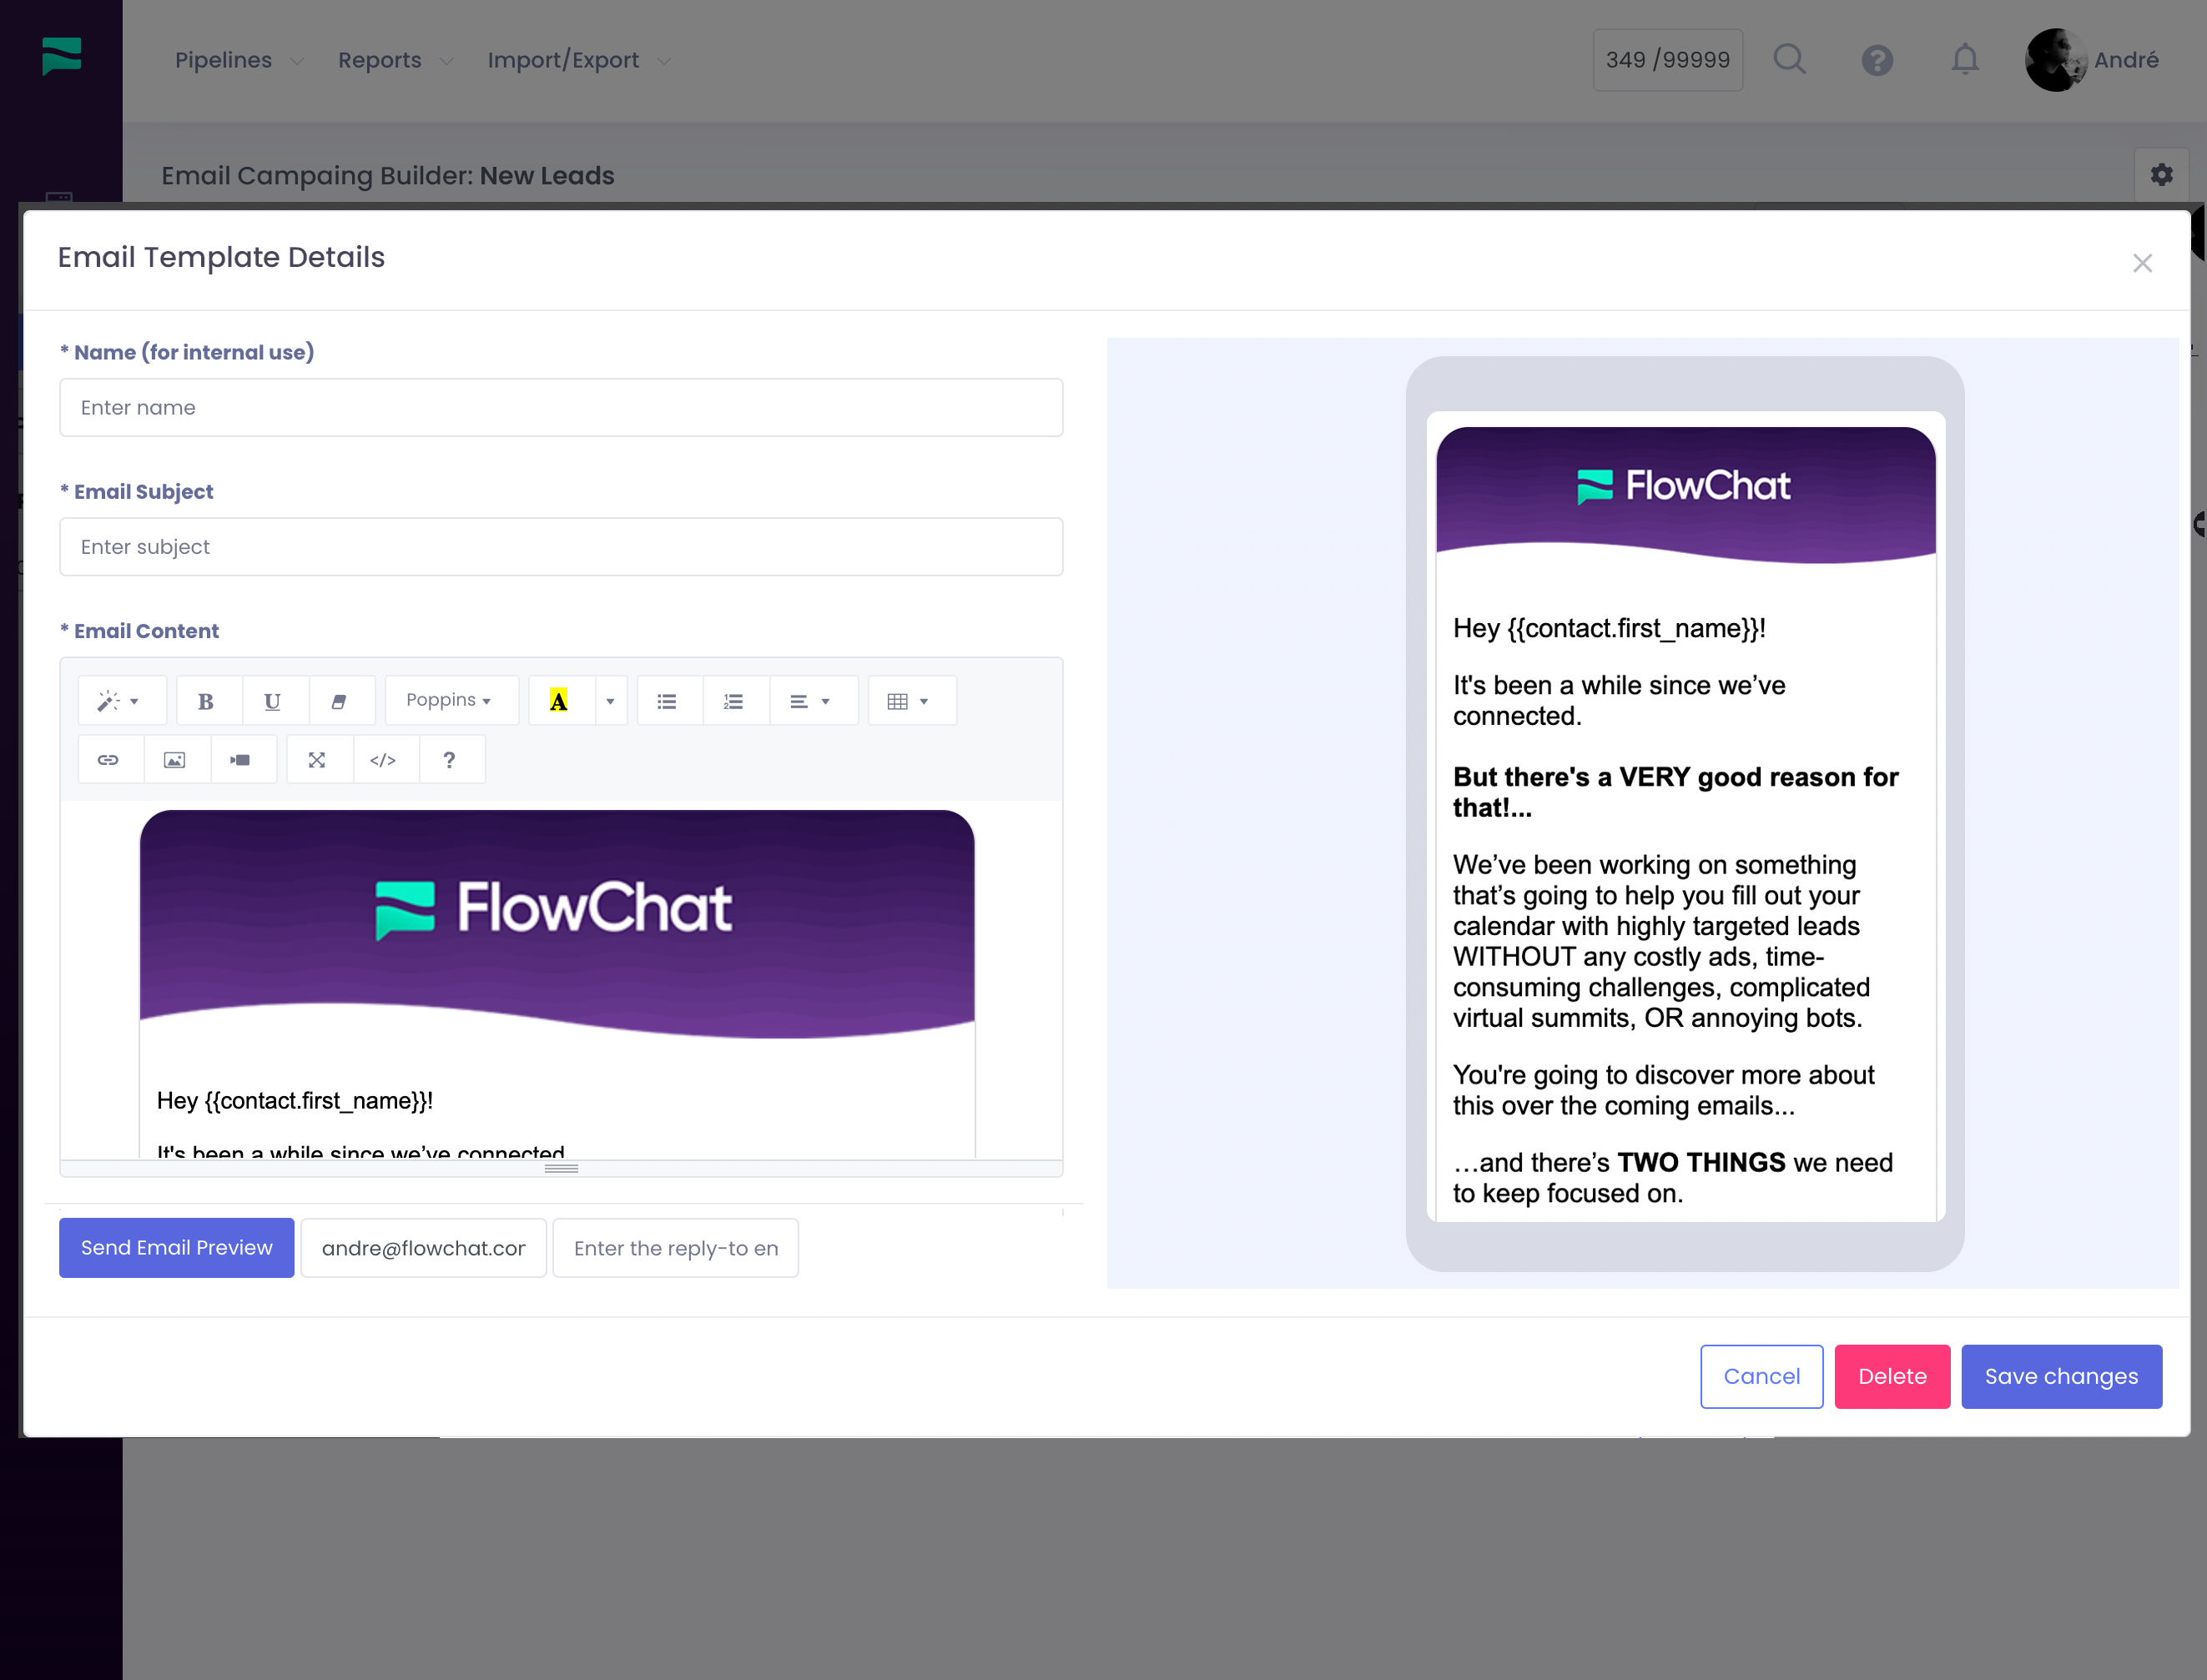 Pipelines
Reports
Import/Export
349 /99999
André
Email Campaing Builder: New Leads
Email Template Details
* Name (for internal use)
Enter name
* Email Subject
Enter subject
* Email Content
B
U
Poppins
A
</>
?
FlowChat
Hey {{contact.first_name}}!
It's been a while since we’ve connected
Send Email Preview
andre@flowchat.cor
Enter the reply-to en
FlowChat
Hey {{contact.first_name}}!
It's been a while since we’ve
connected.
But there's a VERY good reason for
that!...
We’ve been working on something
that’s going to help you fill out your
calendar with highly targeted leads
WITHOUT any costly ads, time-
consuming challenges, complicated
virtual summits, OR annoying bots.
You're going to discover more about
this over the coming emails...
…and there’s TWO THINGS we need
to keep focused on.
Cancel
Delete
Save changes